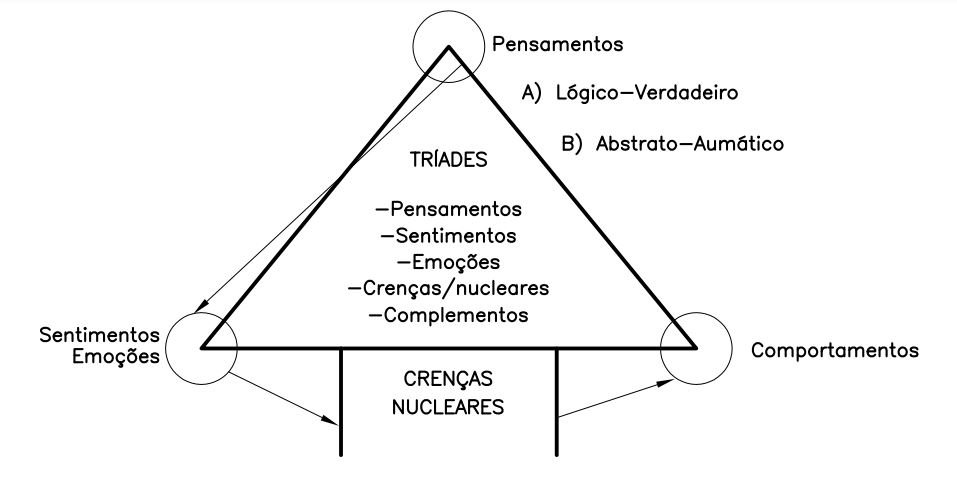 Pensamentos
A) Lógico-Verdadeiro
B) Abstrato-Aumático
TRÍADES
-Pensamentos
-Sentimentos
-Emoções
-Crenças/nucleares
-Complementos
Sentimentos
Emoções
Comportamentos
CRENÇAS
NUCLEARES